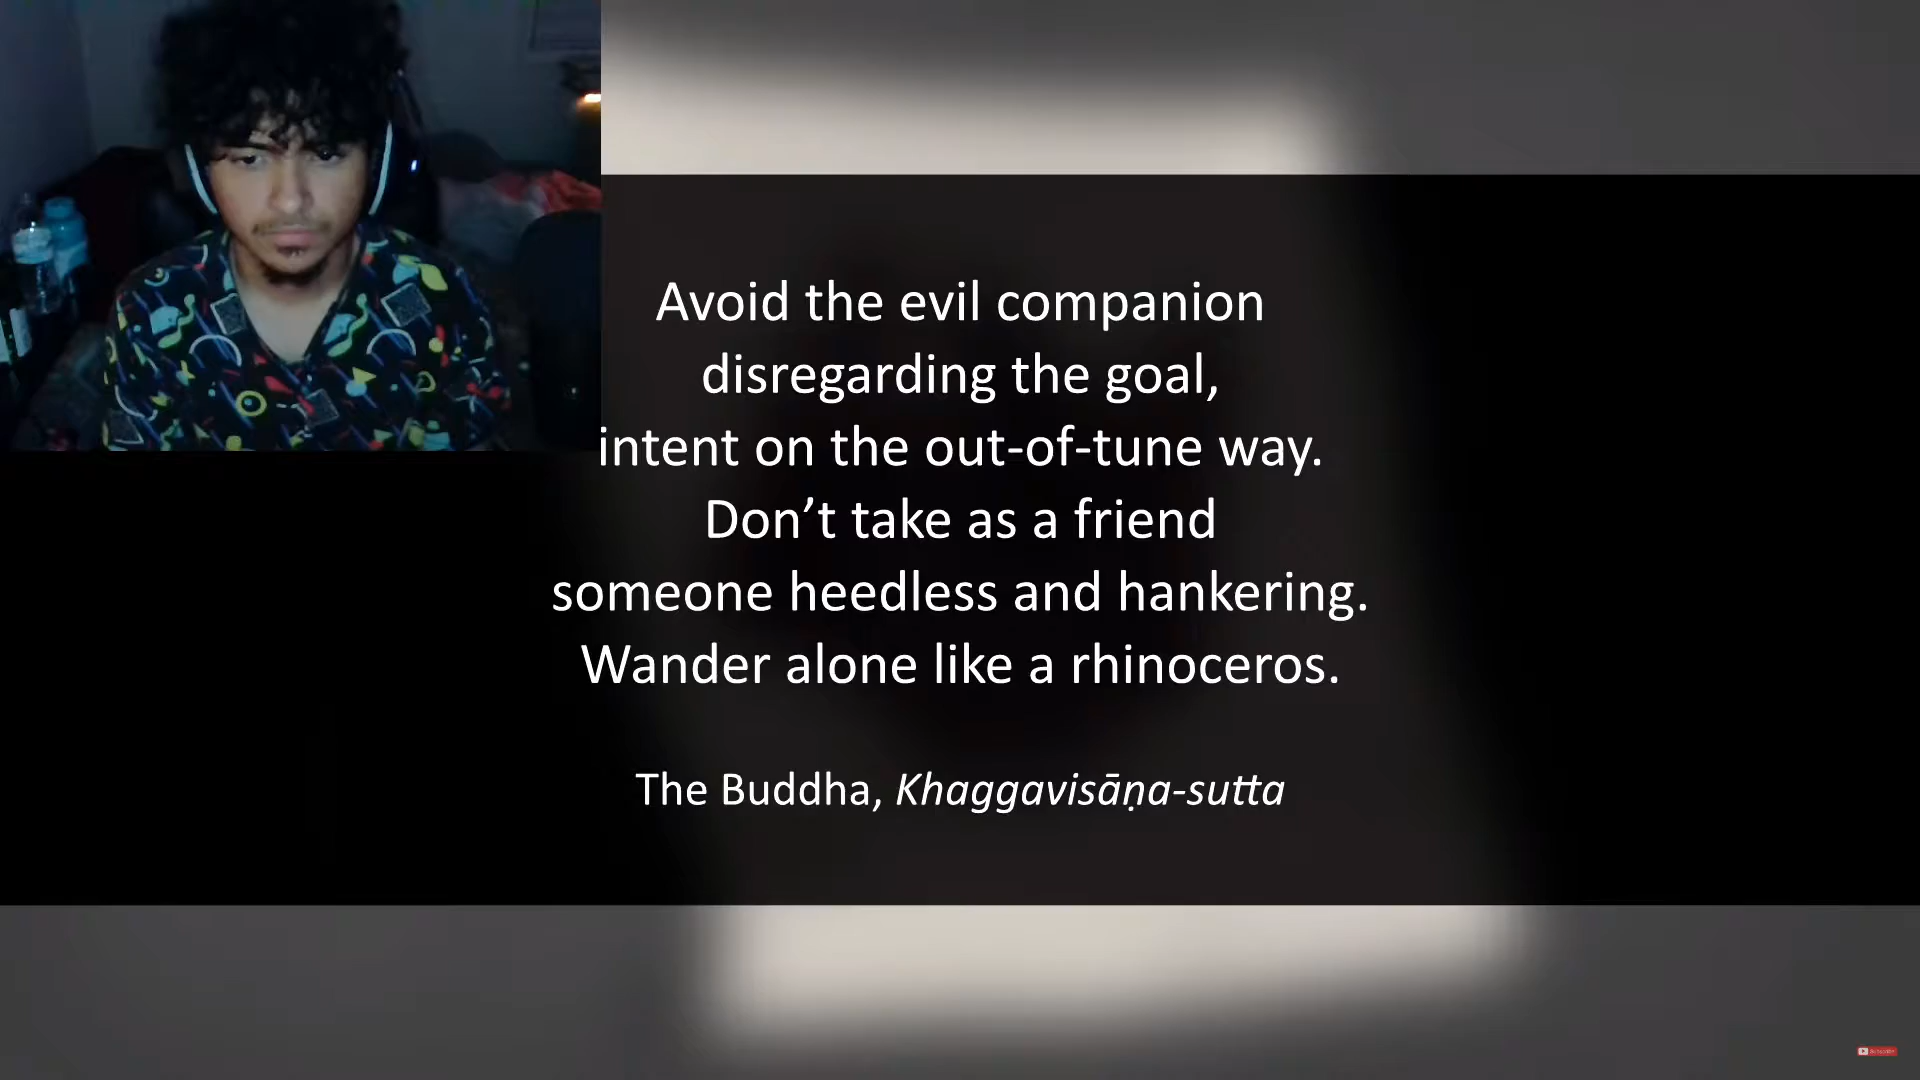 Avoid the evil companion
disregarding the goal,
intent on the out-of-tune way.
Don’t take as a friend
someone heedless and hankering.
Wander alone like a rhinoceros.
The Buddha, Khaggavisāṇa-sutta